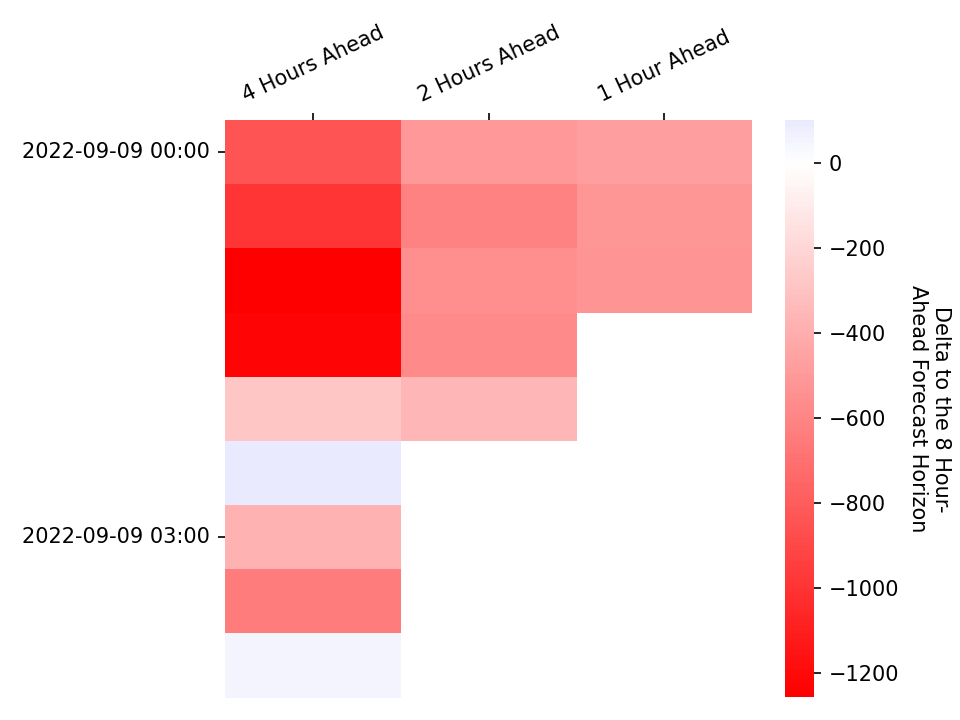 4 Hours Ahead
2 Hours Ahead
1 Hour Ahead
2022-09-09 00:00
2022-09-09 03:00
0
−200
−400
−600
−800
−1000
−1200
Delta to the 8 Hour-
Ahead Forecast Horizon